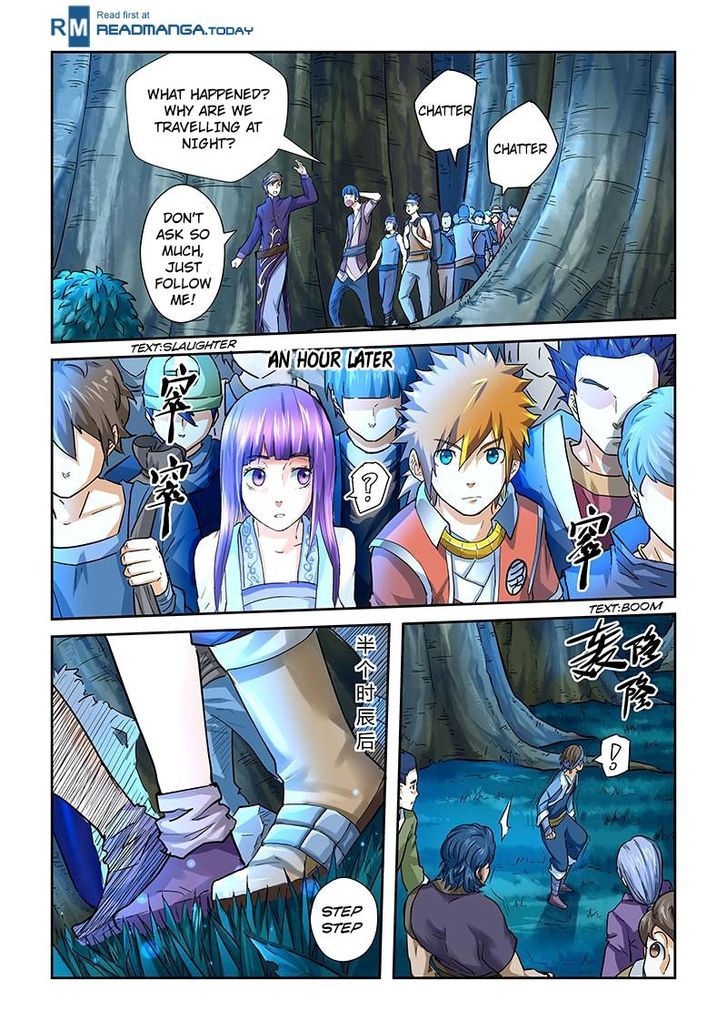 Read first at
RM READMANGA.TODAY
WHAT HAPPENED?
WHY ARE WE
TRAVELLING AT
NIGHT?
CHATTER
CHATTER
DON'T
ASK SO
MUCH,
JUST
FOLLOW
ME!
TEXT:SLAUGHTER
AN HOUR LATER
窣
窣
?
窣
TEXT:BOOM
半个时辰后
轰隆
隆
!
STEP
STEP